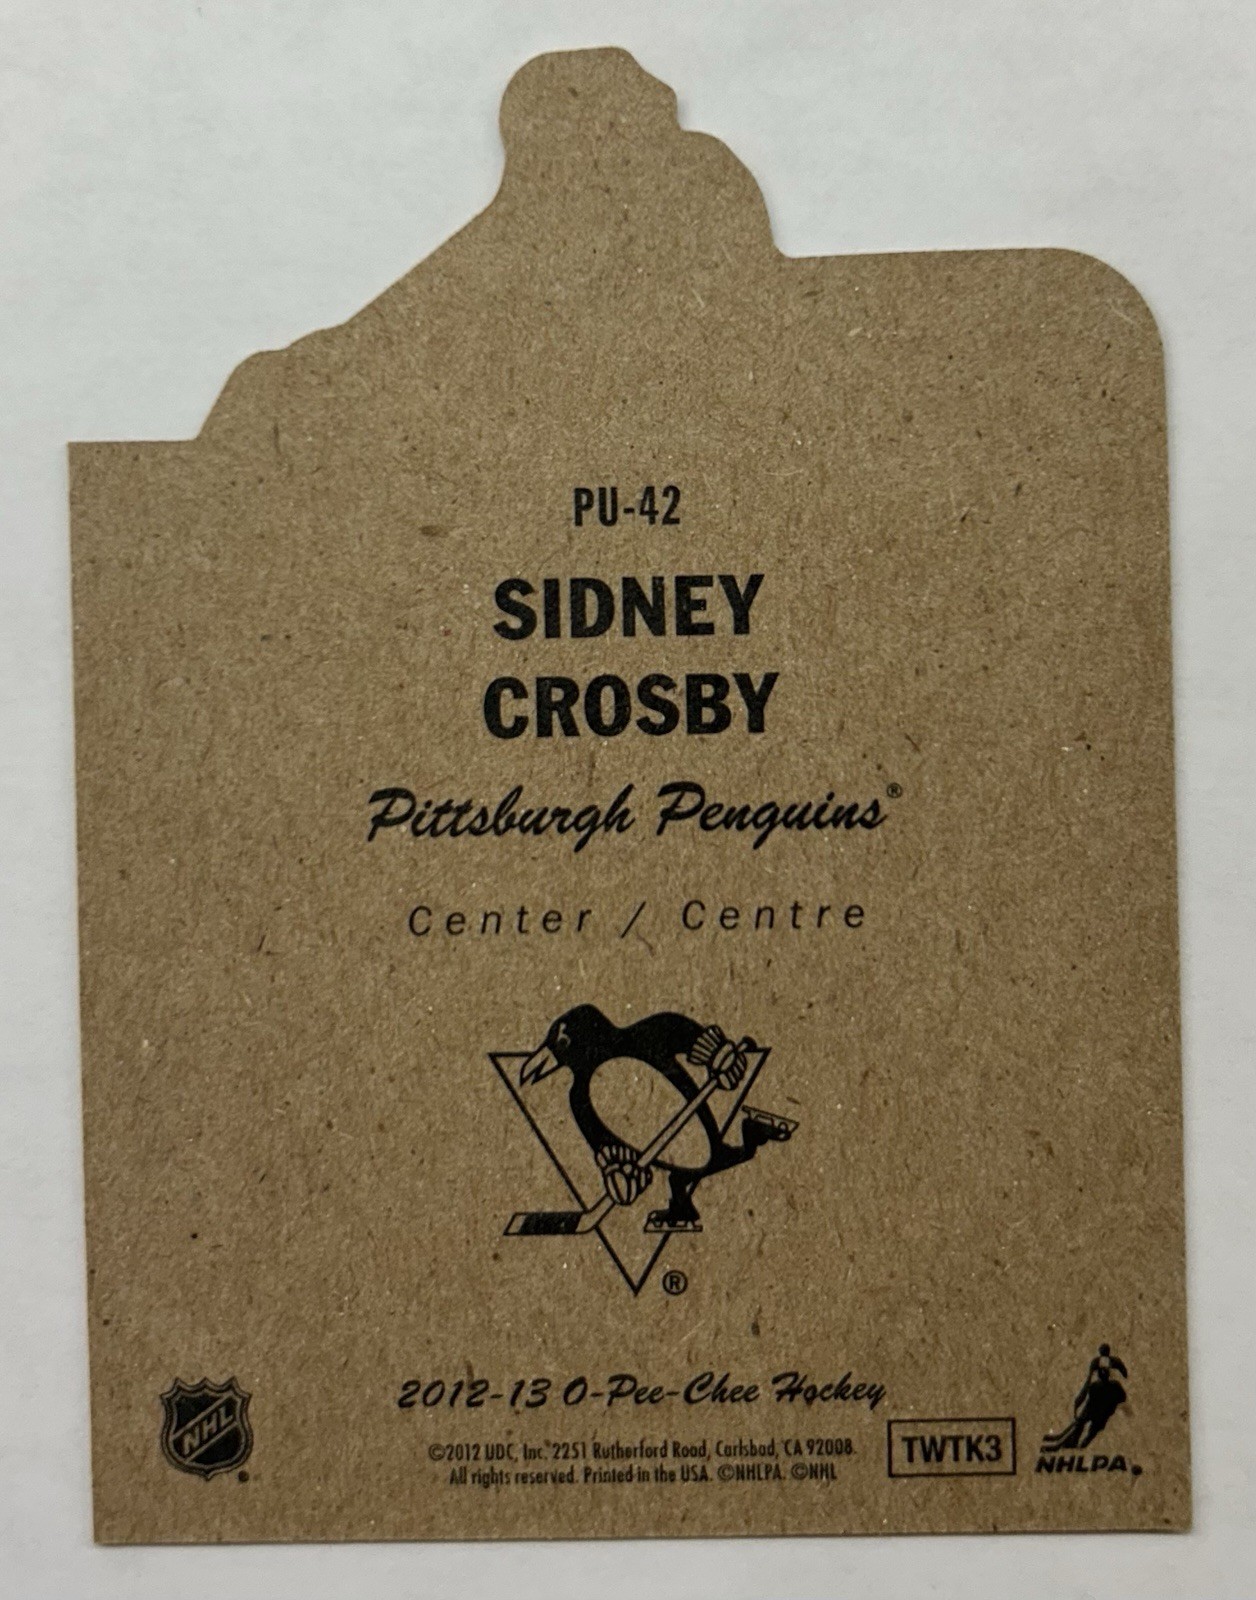 PU-42
SIDNEY
CROSBY
Pittsburgh Penguins®
Center / Centre
®
2012-13 O-Pee-Chee Hockey
©2012 UDC, Inc. 2251 Rutherford Road, Carlsbad, CA 92008.
All rights reserved. Printed in the USA. ©NHLPA. ©NHL
NHL
TWTK3
NHLPA